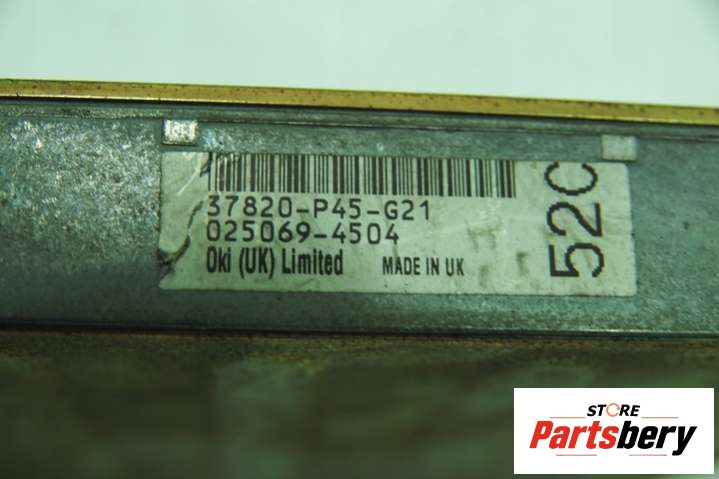 37820-P45-G21
025069-4504
Oki (UK) Limited MADE IN UK
52C
STORE
Partsbery